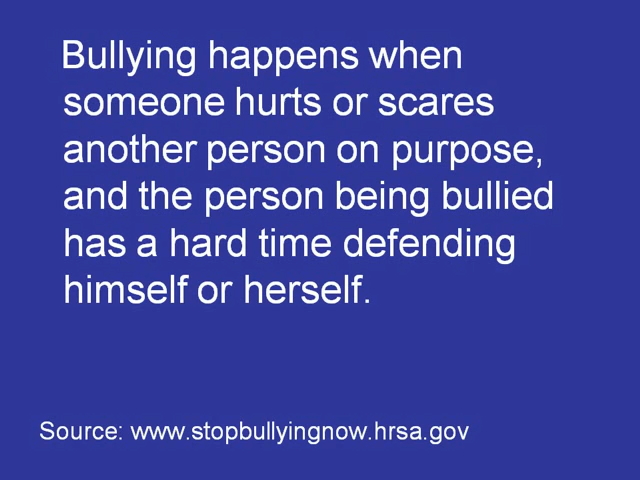 Bullying happens when
someone hurts or scares
another person on purpose,
and the person being bullied
has a hard time defending
himself or herself.
Source: www.stopbullyingnow.hrsa.gov